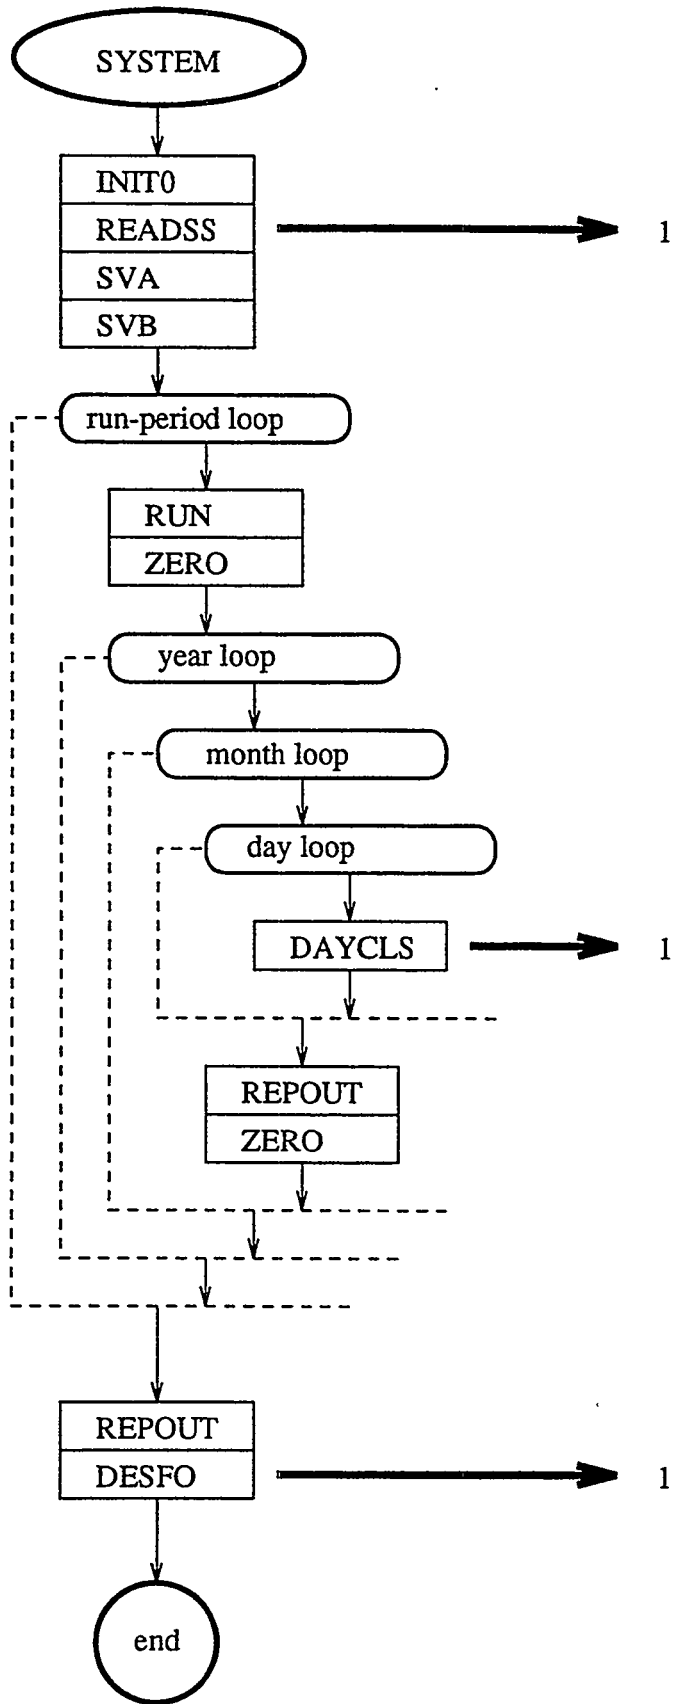 SYSTEM
INIT0
READSS
1
SVA
SVB
run-period loop
RUN
ZERO
year loop
month loop
day loop
DAYCLS
1
REPOUT
ZERO
REPOUT
DESFO
1
end